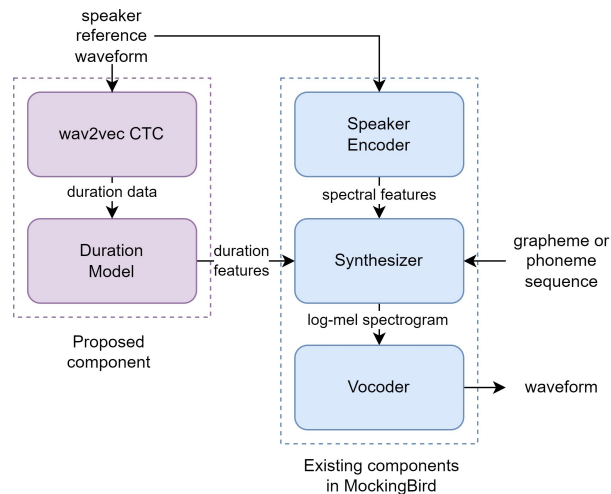 speaker
reference
waveform
wav2vec CTC
Speaker
Encoder
duration data
spectral features
Duration
Model
duration
features
Synthesizer
grapheme or
phoneme
sequence
log-mel spectrogram
Proposed
component
Vocoder
waveform
Existing components
in MockingBird